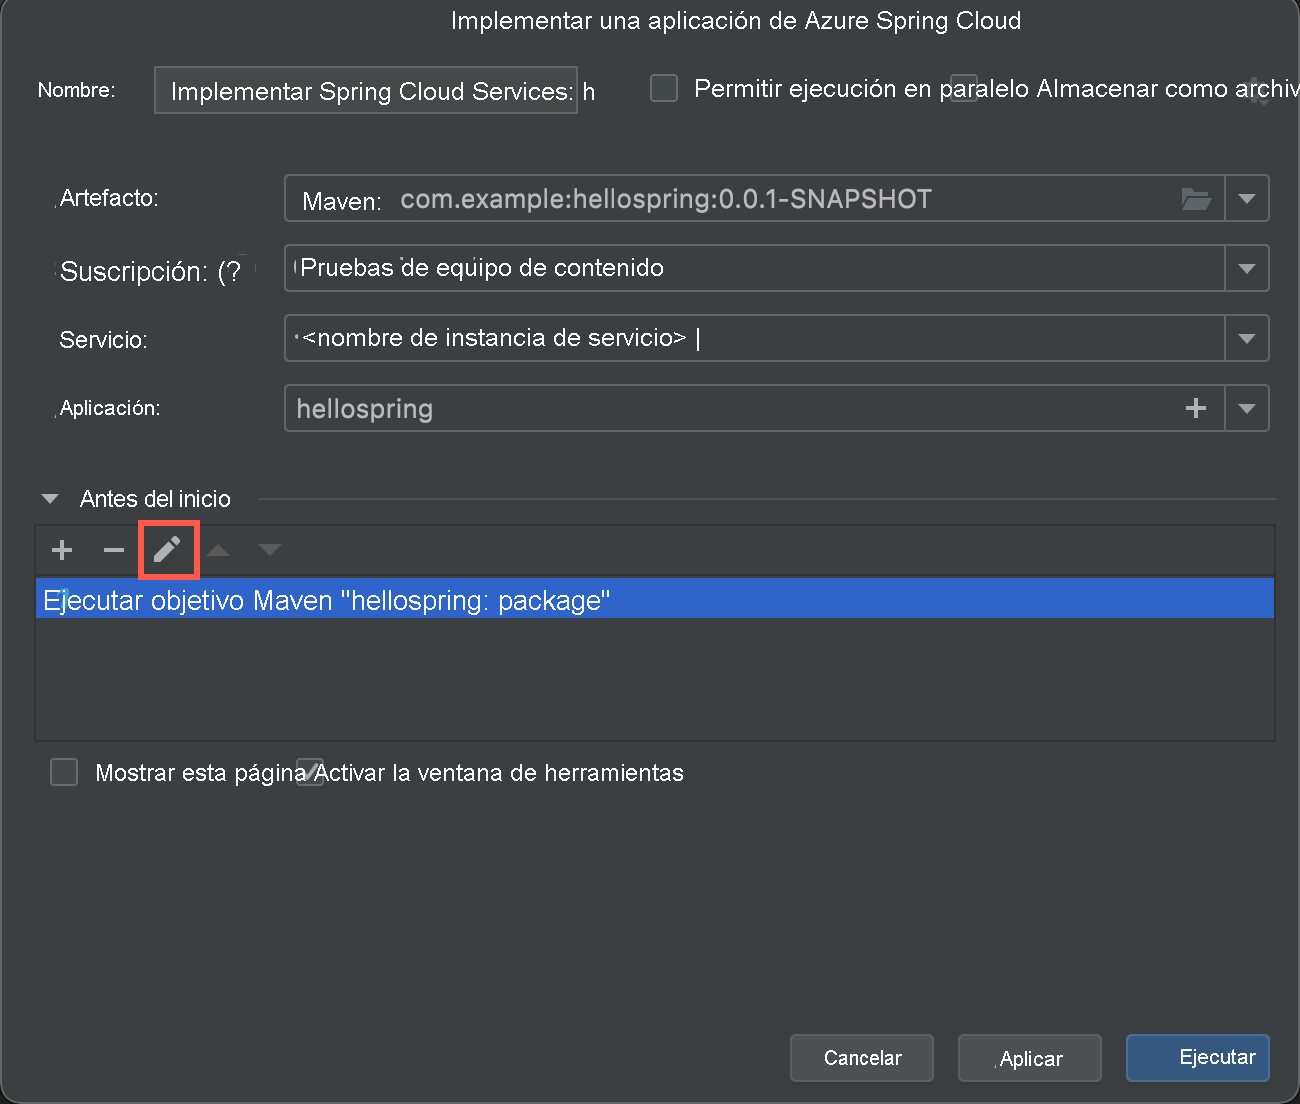 Implementar una aplicación de Azure Spring Cloud
Nombre: Implementar Spring Cloud Services: h Permitir ejecución en paralelo Almacenar como archiv
Artefacto: Maven: com.example:hellospring:0.0.1-SNAPSHOT
Suscripción: (? Pruebas de equipo de contenido
Servicio: <nombre de instancia de servicio> |
Aplicación: hellospring
Antes del inicio
Ejecutar objetivo Maven "hellospring: package"
Mostrar esta página Activar la ventana de herramientas
Cancelar Aplicar Ejecutar